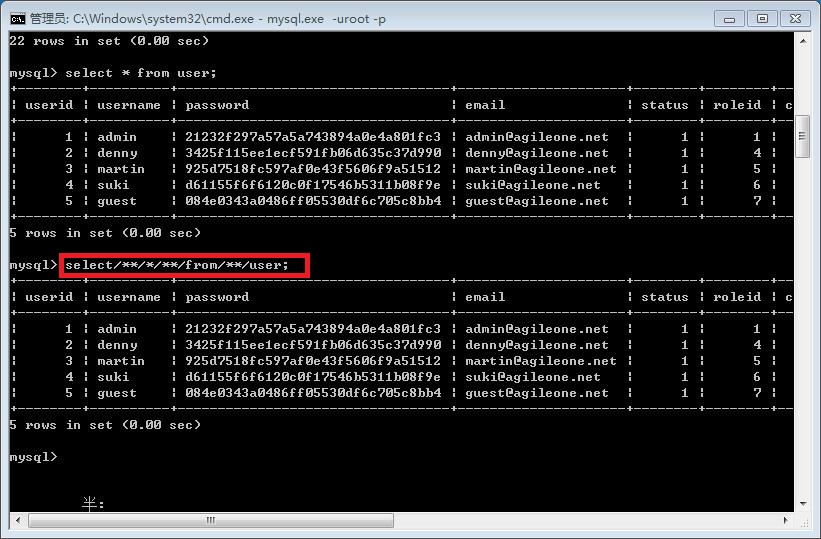 管理员: C:\Windows\system32\cmd.exe - mysql.exe -uroot -p
22 rows in set (0.00 sec)
mysql> select * from user;
| userid | username | password | email | status | roleid | c
| 1 | admin | 21232f297a57a5a743894a0e4a801fc3 | admin@agileone.net | 1 | 1 |
| 2 | denny | 3425f115ee1ecf591fb06d635c37d990 | denny@agileone.net | 1 | 4 |
| 3 | martin | 925d7518fc597af0e43f5606f9a51512 | martin@agileone.net | 1 | 5 |
| 4 | suki | d61155f6f6120c0f17546b5311b08f9e | suki@agileone.net | 1 | 6 |
| 5 | guest | 084e0343a0486ff05530df6c705c8bb4 | guest@agileone.net | 1 | 7 |
5 rows in set (0.00 sec)
mysql> select/**/*/**/from/**/user;
| userid | username | password | email | status | roleid | c
| 1 | admin | 21232f297a57a5a743894a0e4a801fc3 | admin@agileone.net | 1 | 1 |
| 2 | denny | 3425f115ee1ecf591fb06d635c37d990 | denny@agileone.net | 1 | 4 |
| 3 | martin | 925d7518fc597af0e43f5606f9a51512 | martin@agileone.net | 1 | 5 |
| 4 | suki | d61155f6f6120c0f17546b5311b08f9e | suki@agileone.net | 1 | 6 |
| 5 | guest | 084e0343a0486ff05530df6c705c8bb4 | guest@agileone.net | 1 | 7 |
5 rows in set (0.00 sec)
mysql>
半: